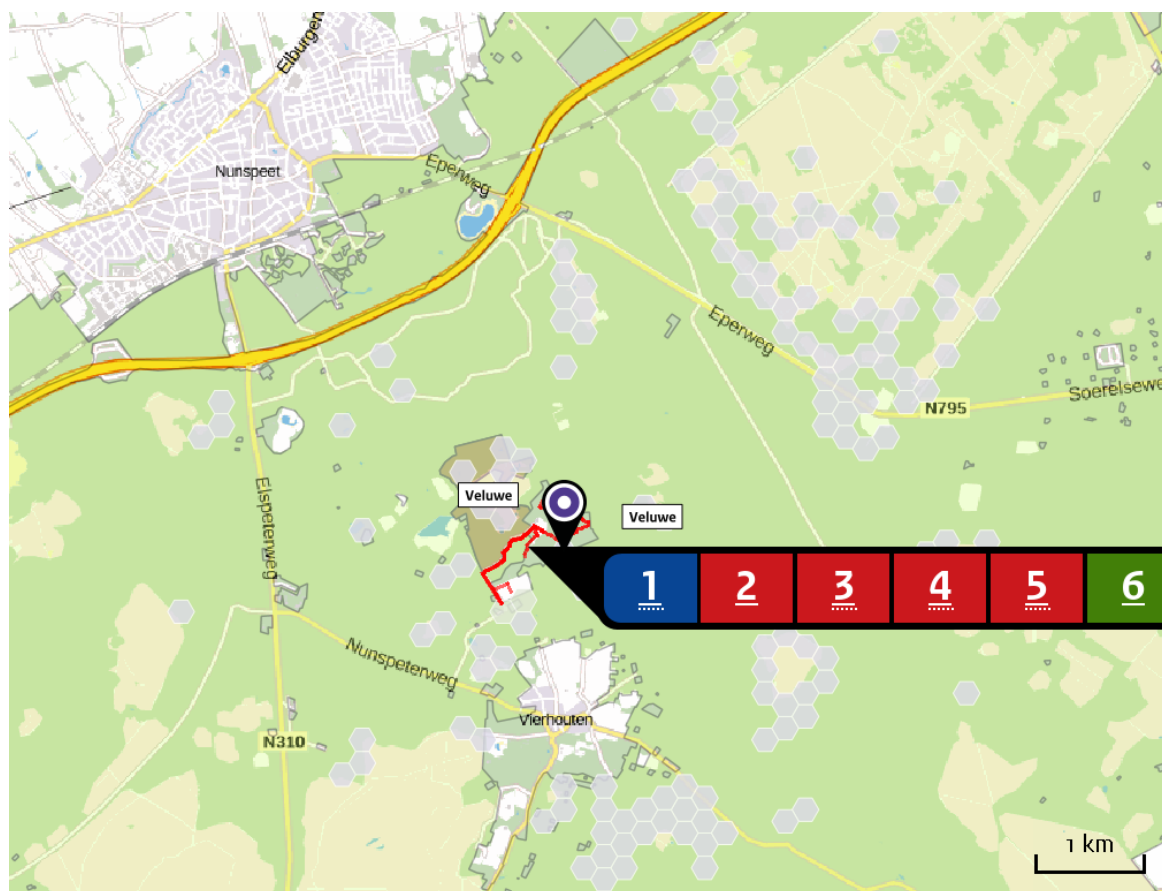 Elburgen
Nunspeet
Eperweg
Eperweg
Soerelsewe
N795
Elspeterweg
Veluwe
Veluwe
1 2 3 4 5 6
Nunspeterweg
Vierhouten
N310
1 km